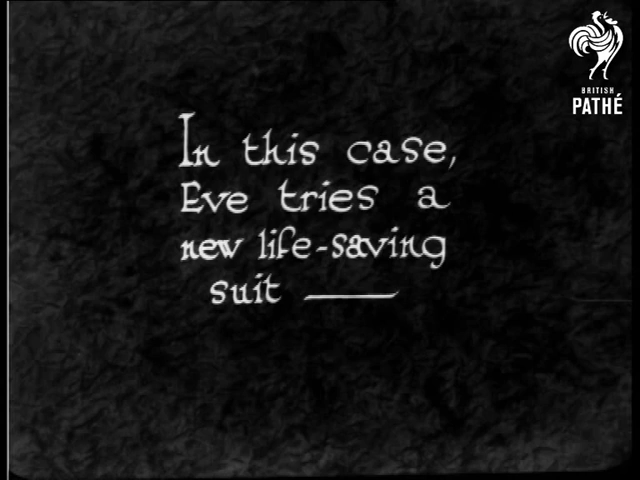 BRITISH
PATHÉ
In this case,
Eve tries a
new life-saving
suit ———